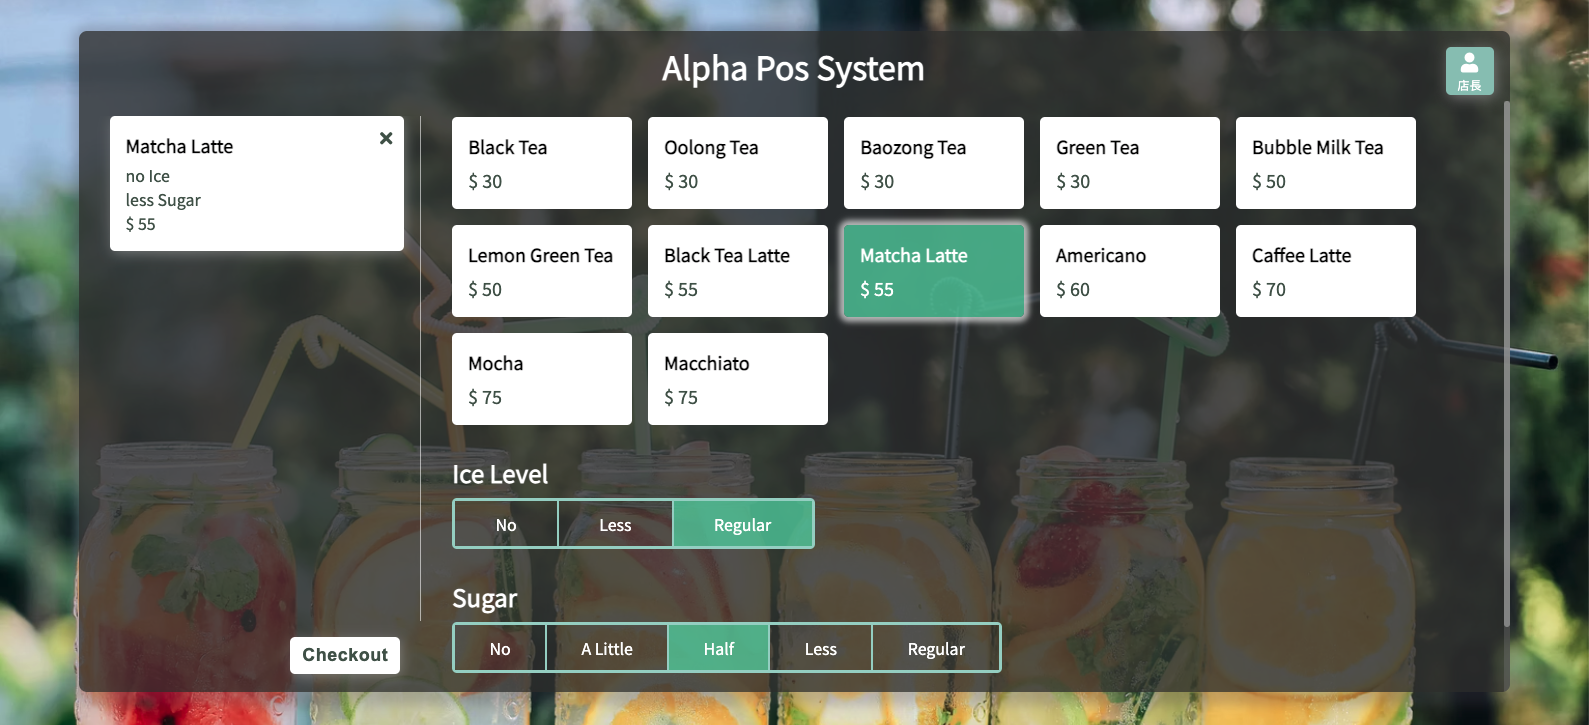 Alpha Pos System
店長
Matcha Latte
no Ice
less Sugar
$ 55
Checkout
Black Tea
$ 30
Oolong Tea
$ 30
Baozong Tea
$ 30
Green Tea
$ 30
Bubble Milk Tea
$ 50
Lemon Green Tea
$ 50
Black Tea Latte
$ 55
Matcha Latte
$ 55
Americano
$ 60
Caffee Latte
$ 70
Mocha
$ 75
Macchiato
$ 75
Ice Level
No Less Regular
Sugar
No A Little Half Less Regular